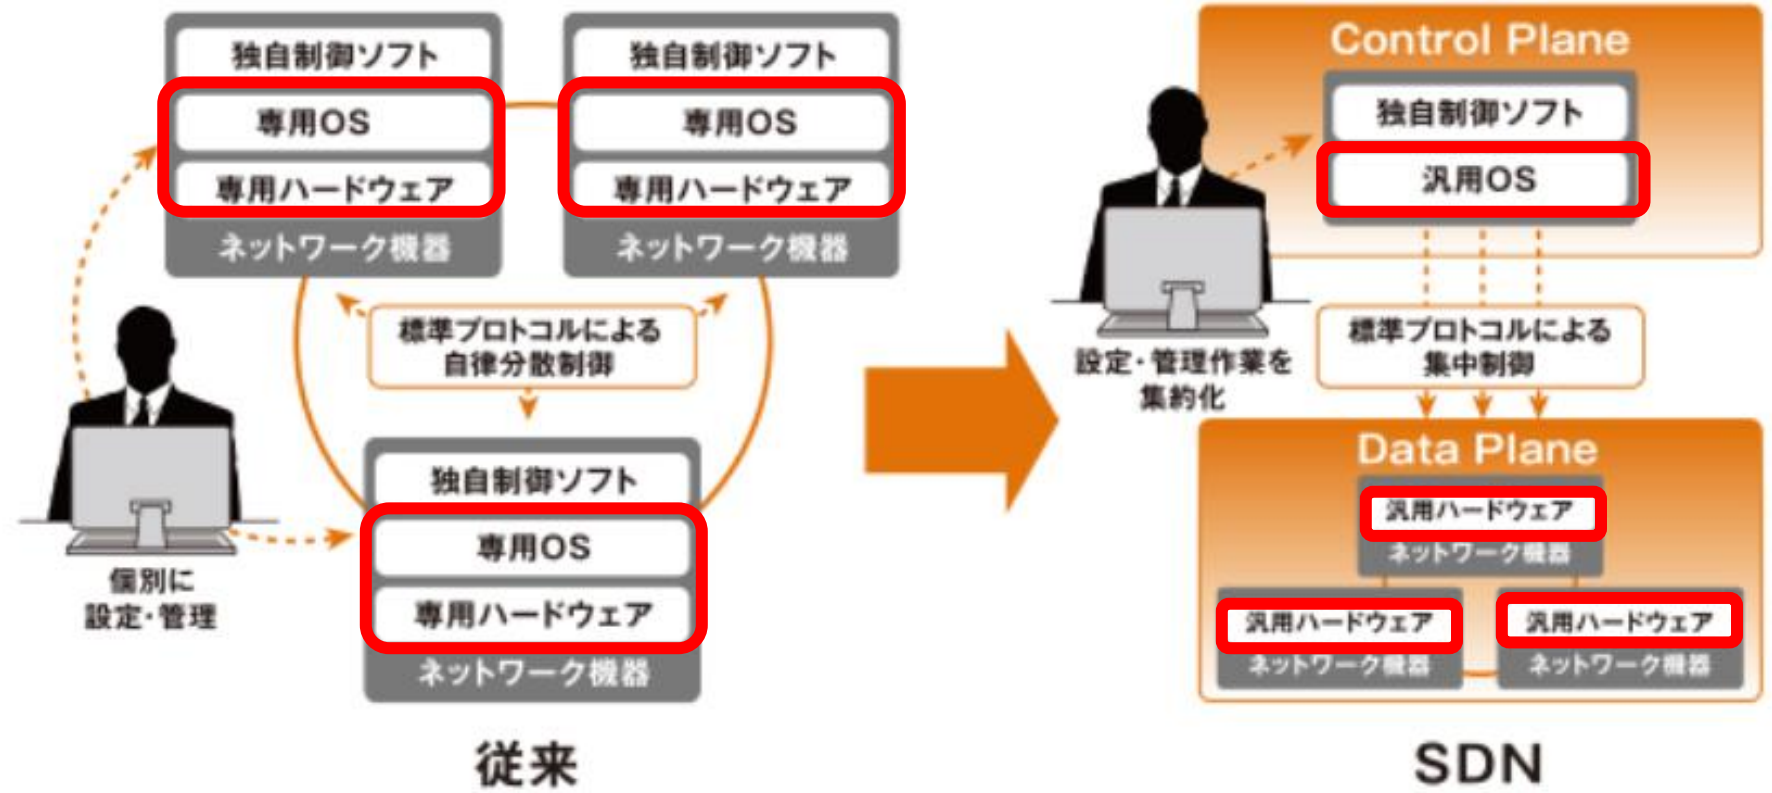 独自制御ソフト
専用OS
専用ハードウェア
ネットワーク機器
独自制御ソフト
専用OS
専用ハードウェア
ネットワーク機器
標準プロトコルによる
自律分散制御
独自制御ソフト
専用OS
専用ハードウェア
ネットワーク機器
個別に
設定・管理
従来
Control Plane
独自制御ソフト
汎用OS
設定・管理作業を
集約化
標準プロトコルによる
集中制御
Data Plane
汎用ハードウェア
ネットワーク機器
汎用ハードウェア
ネットワーク機器
汎用ハードウェア
ネットワーク機器
SDN